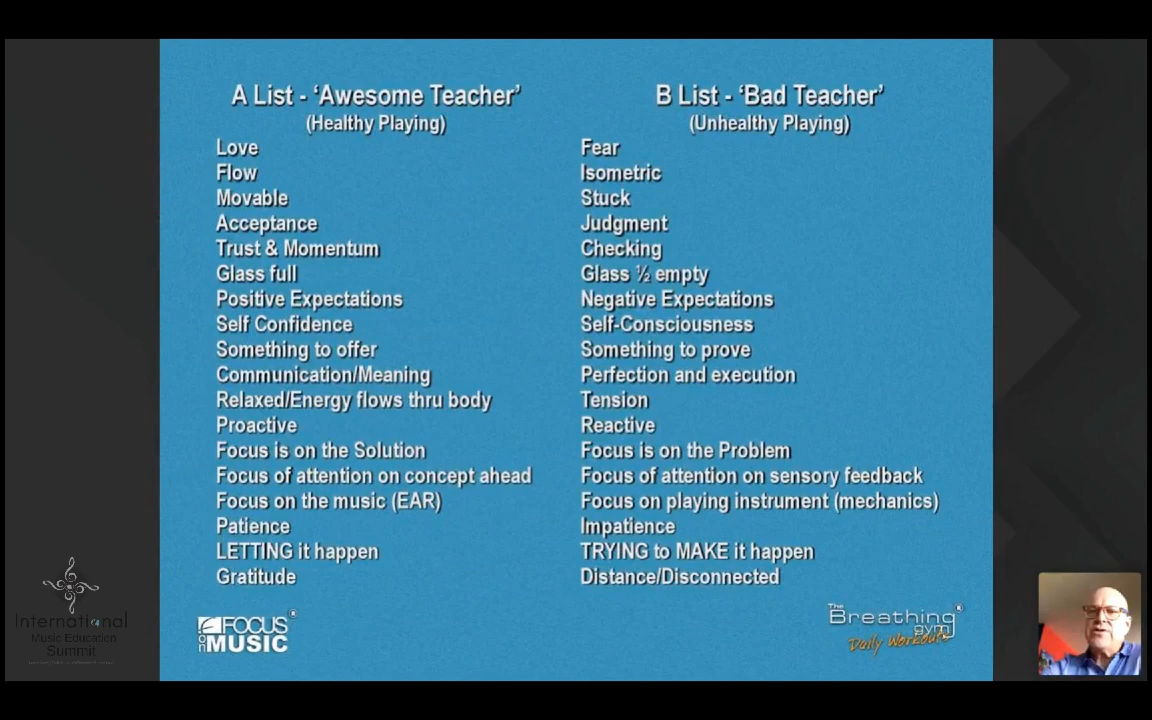 A List - ‘Awesome Teacher’
(Healthy Playing)
Love
Flow
Movable
Acceptance
Trust & Momentum
Glass full
Positive Expectations
Self Confidence
Something to offer
Communication/Meaning
Relaxed/Energy flows thru body
Proactive
Focus is on the Solution
Focus of attention on concept ahead
Focus on the music (EAR)
Patience
LETTING it happen
Gratitude
B List - ‘Bad Teacher’
(Unhealthy Playing)
Fear
Isometric
Stuck
Judgment
Checking
Glass ½ empty
Negative Expectations
Self-Consciousness
Something to prove
Perfection and execution
Tension
Reactive
Focus is on the Problem
Focus of attention on sensory feedback
Focus on playing instrument (mechanics)
Impatience
TRYING to MAKE it happen
Distance/Disconnected
International
Music Education
Summit
FOCUS
on MUSIC
®
The
Breathing
gym
®
Daily Workouts